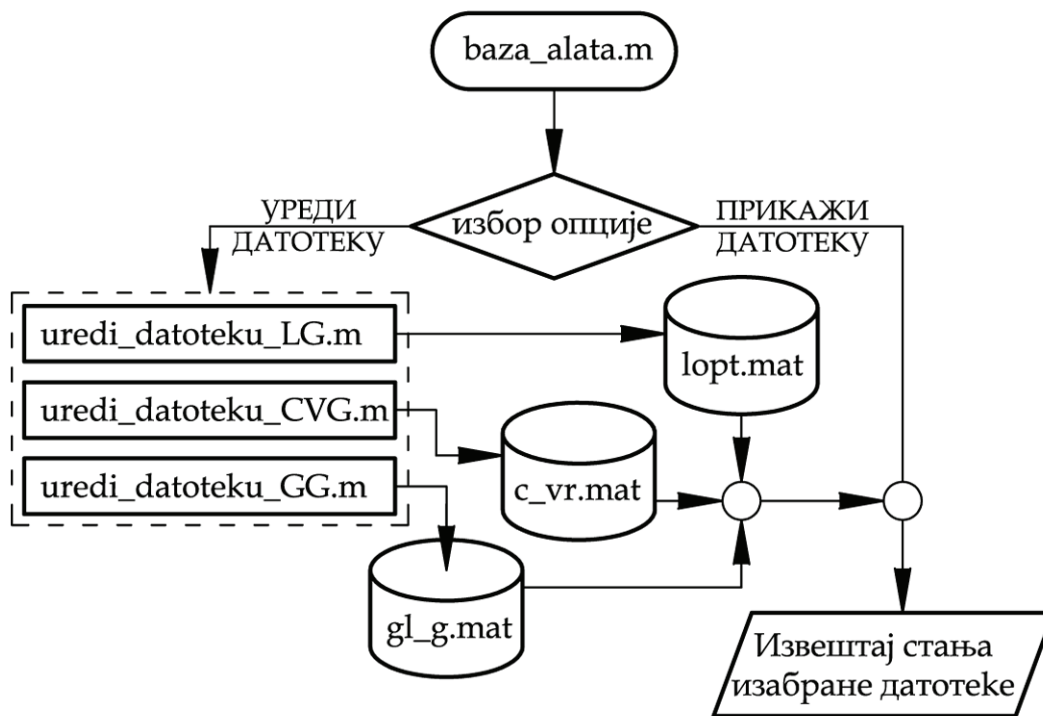 baza_alata.m
избор опције
УРЕДИ
ДАТОТЕКУ
ПРИКАЖИ
ДАТОТЕКУ
uredi_datoteku_LG.m
uredi_datoteku_CVG.m
uredi_datoteku_GG.m
lopt.mat
c_vr.mat
gl_g.mat
Извештај стања
изабране датотеке